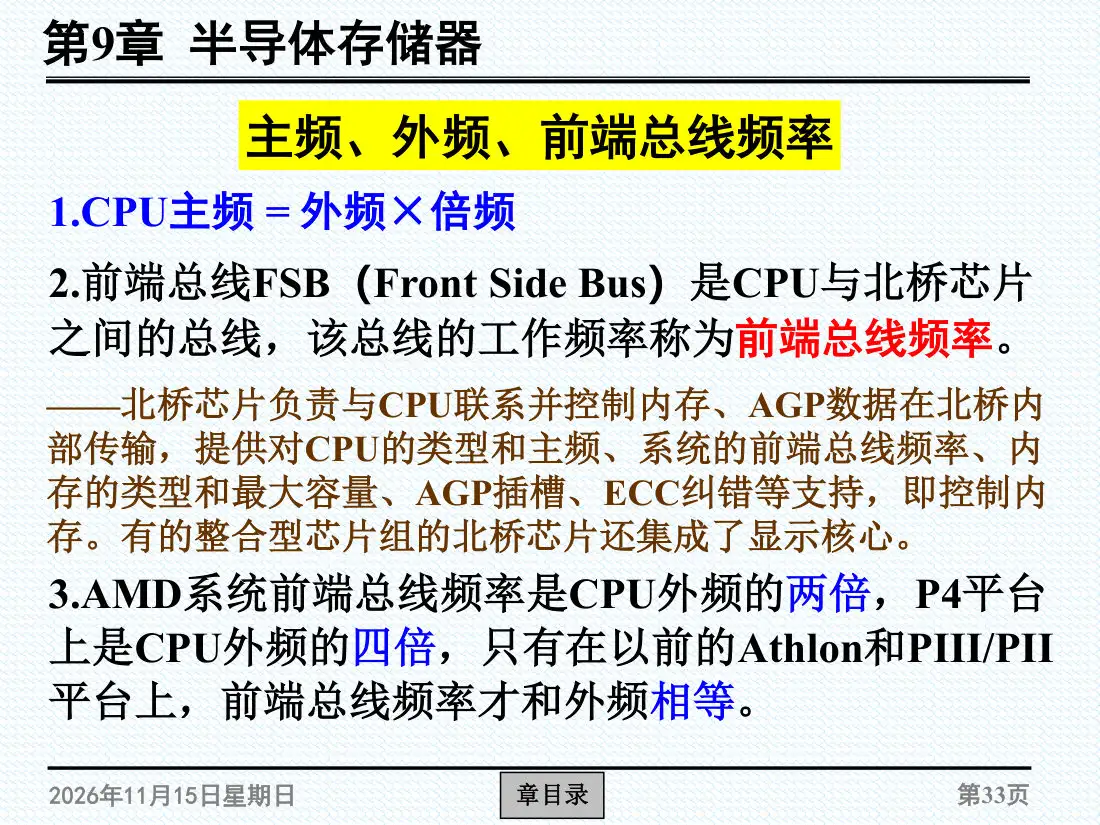 第9章 半导体存储器
主频、外频、前端总线频率
1.CPU主频 = 外频×倍频
2.前端总线FSB（Front Side Bus）是CPU与北桥芯片
之间的总线，该总线的工作频率称为前端总线频率。
——北桥芯片负责与CPU联系并控制内存、AGP数据在北桥内
部传输，提供对CPU的类型和主频、系统的前端总线频率、内
存的类型和最大容量、AGP插槽、ECC纠错等支持，即控制内
存。有的整合型芯片组的北桥芯片还集成了显示核心。
3.AMD系统前端总线频率是CPU外频的两倍，P4平台
上是CPU外频的四倍，只有在以前的Athlon和PIII/PII
平台上，前端总线频率才和外频相等。
2026年11月15日星期日
章目录
第33页